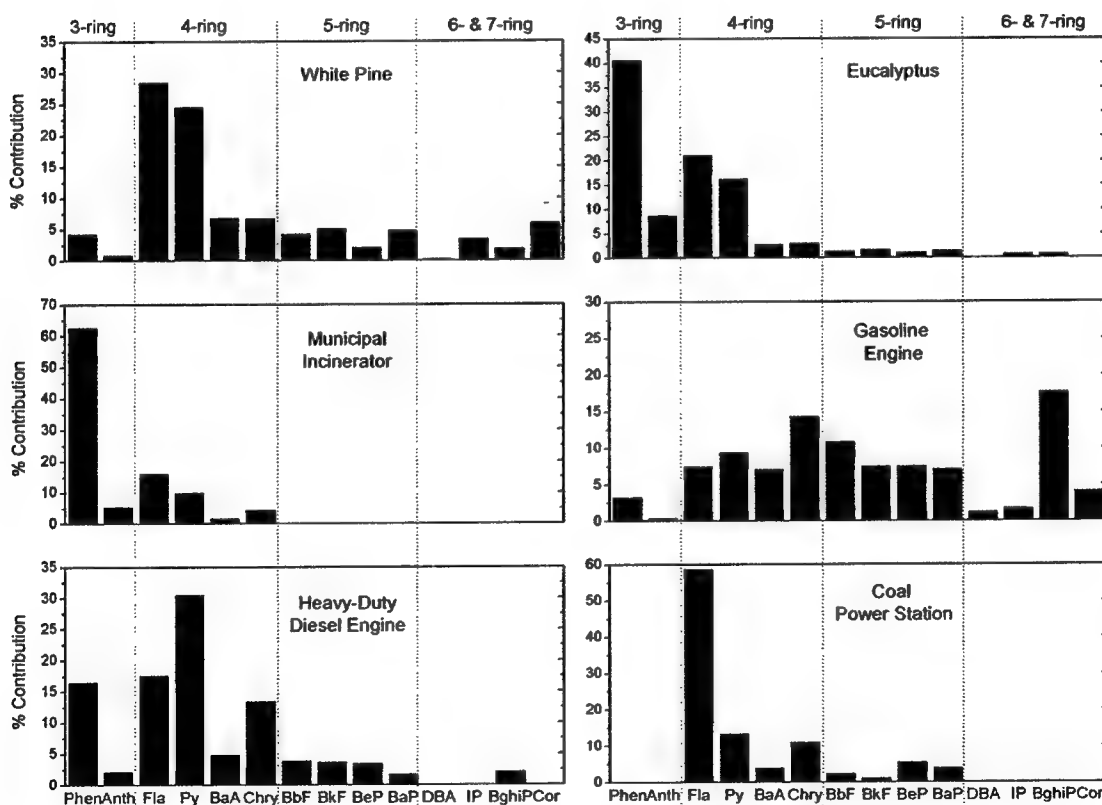 3-ring 4-ring 5-ring 6- & 7-ring
3-ring 4-ring 5-ring 6- & 7-ring
% Contribution
35
30
25
20
15
10
5
0
White Pine
45
40
35
30
25
20
15
10
5
0
Eucalyptus
% Contribution
70
60
50
40
30
20
10
0
Municipal
Incinerator
30
25
20
15
10
5
0
Gasoline
Engine
% Contribution
35
30
25
20
15
10
5
0
Heavy-Duty
Diesel Engine
60
50
40
30
20
10
0
Coal
Power Station
Phen Anth Fla Py BaA Chry BbF BkF BeP BaP DBA IP BghiP Cor
Phen Anth Fla Py BaA Chry BbF BkF BeP BaP DBA IP BghiP Cor